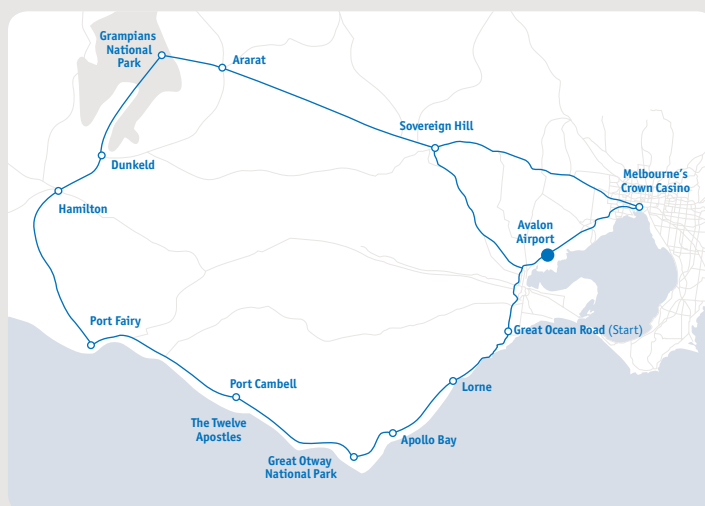 Grampians
National
Park
Ararat
Sovereign Hill
Dunkeld
Melbourne's
Crown Casino
Hamilton
Avalon
Airport
Port Fairy
Great Ocean Road (Start)
Port Cambell
Lorne
The Twelve
Apostles
Apollo Bay
Great Otway
National Park